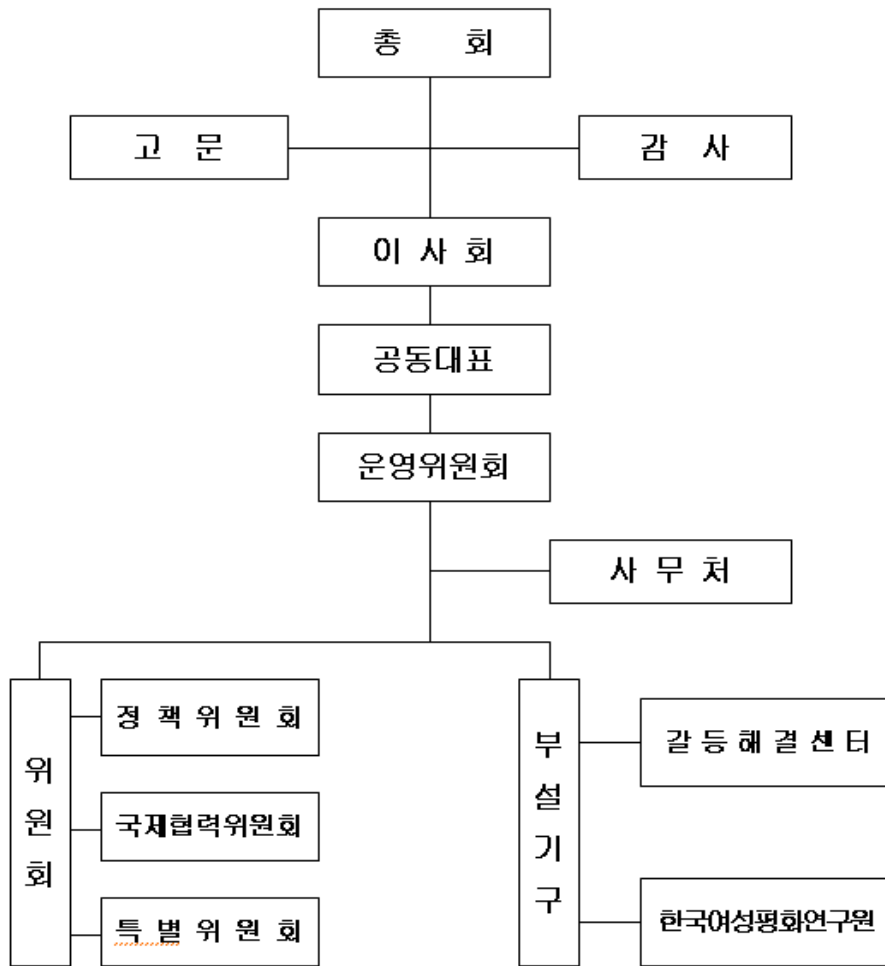 총 회
고 문
감 사
이 사 회
공동대표
운영위원회
사 무 처
위원회
정 책 위 원 회
국제협력위원회
특 별 위 원 회
부설기구
갈 등 해 결 센 터
한국여성평화연구원